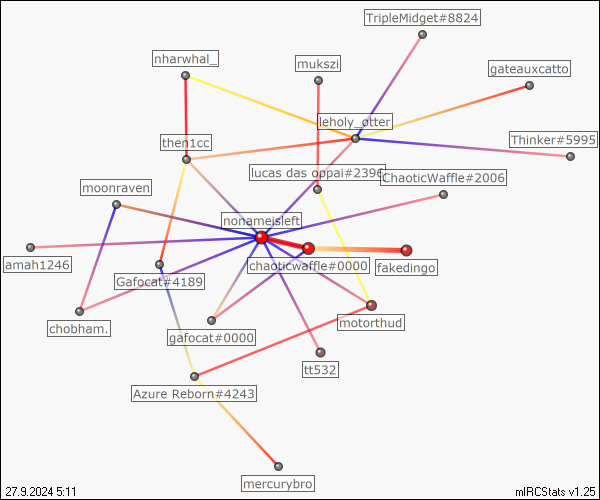 TripleMidget#8824
nharwhal_
mukszi
gateauxcatto
leholy_otter
then1cc
Thinker#5995
lucas das oppai#2396
ChaoticWaffle#2006
moonraven
nonameisleft
amah1246
chaoticwaffle#0000
fakedingo
Gafocat#4189
chobham.
motorthud
gafocat#0000
tt532
Azure Reborn#4243
mercurybro
27.9.2024 5:11
mIRCStats v1.25